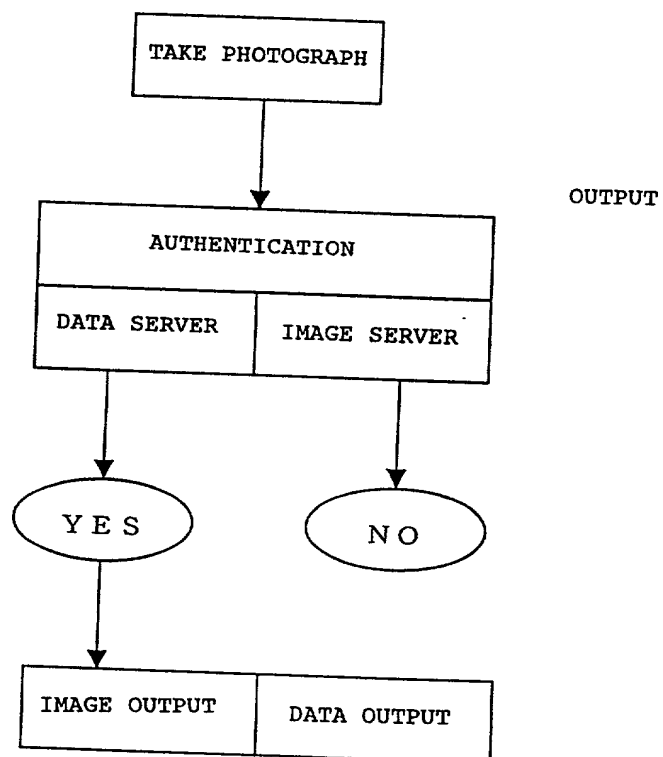 TAKE PHOTOGRAPH
OUTPUT
AUTHENTICATION
DATA SERVER
IMAGE SERVER
YES
NO
IMAGE OUTPUT
DATA OUTPUT